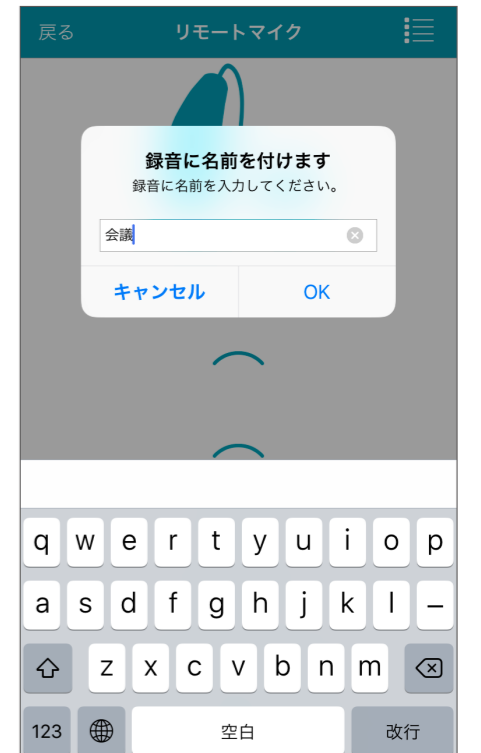 戻る リモートマイク
録音に名前を付けます
録音に名前を入力してください。
会議
キャンセル OK
q w e r t y u i o p
a s d f g h j k l ー
z x c v b n m
123 空白 改行